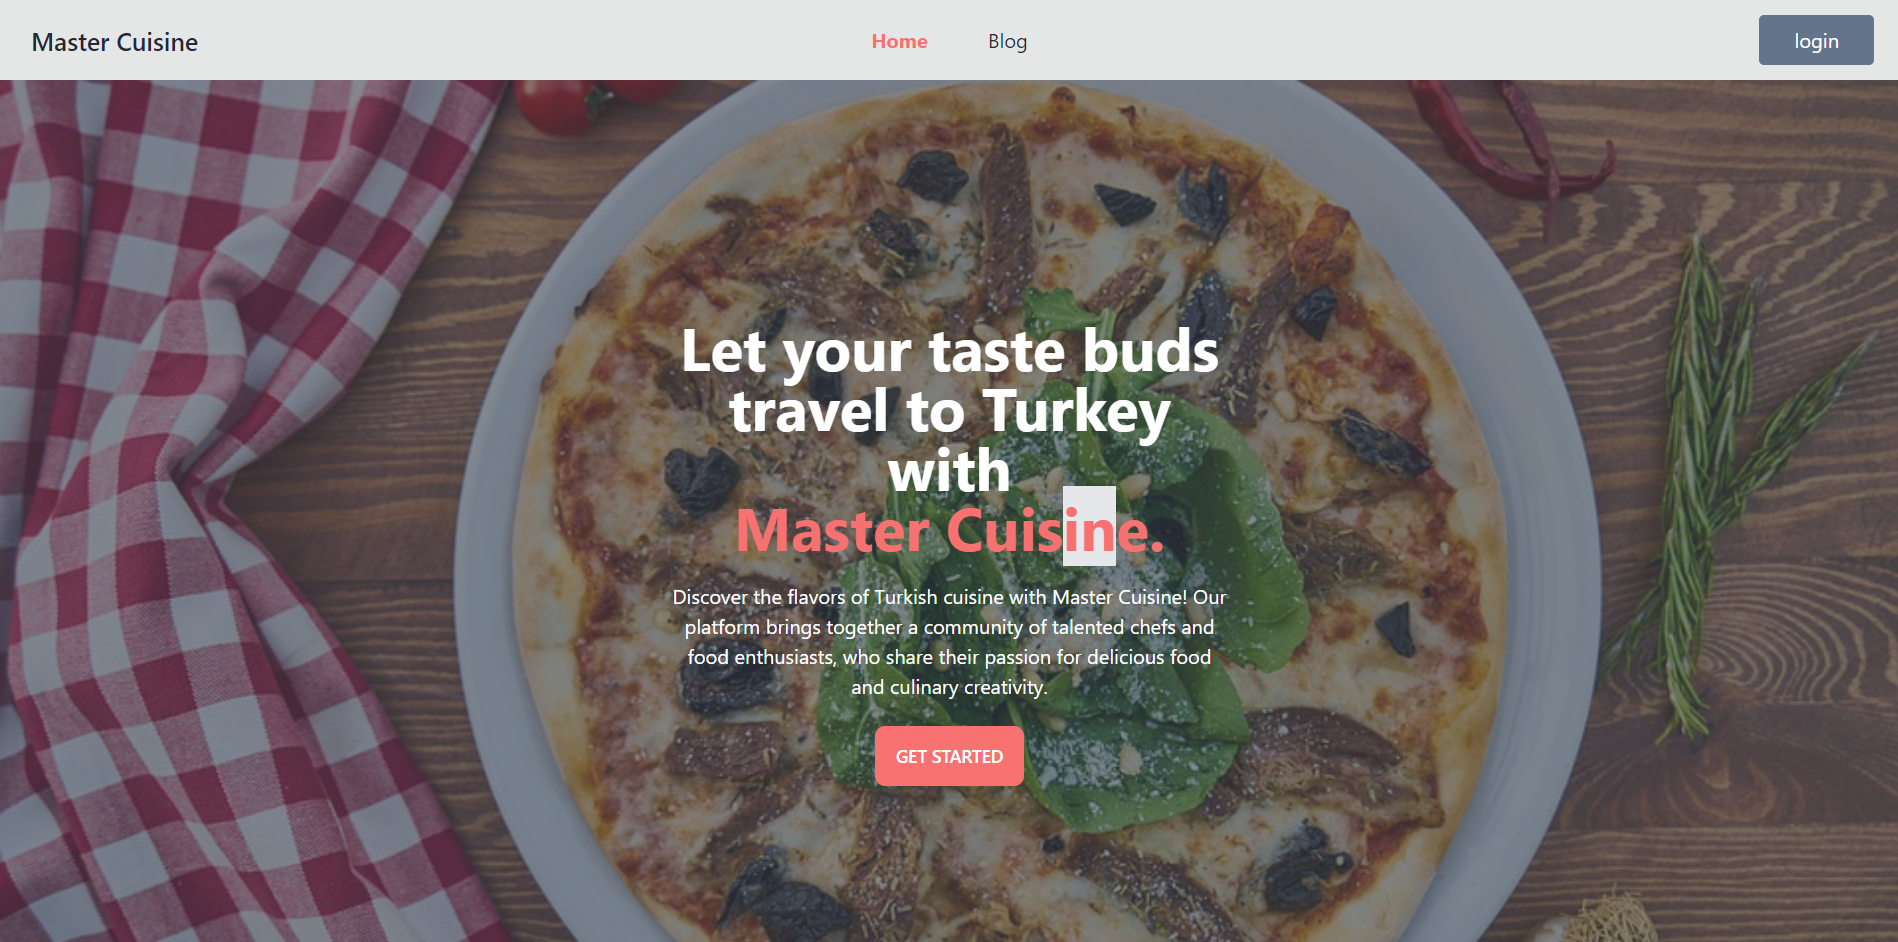 Master Cuisine
Home
Blog
login
Let your taste buds
travel to Turkey
with
Master Cuisine.
Discover the flavors of Turkish cuisine with Master Cuisine! Our
platform brings together a community of talented chefs and
food enthusiasts, who share their passion for delicious food
and culinary creativity.
GET STARTED